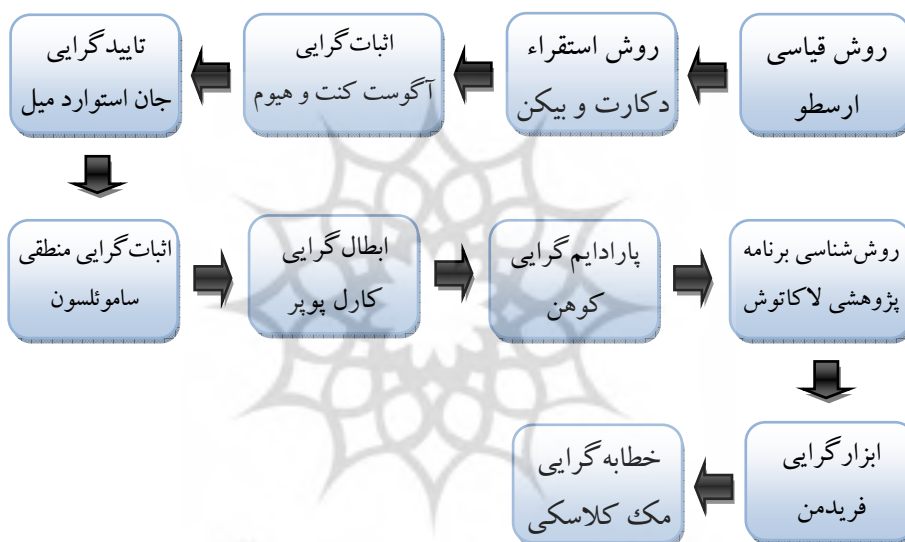 روش قیاسی
ارسطو
روش استقراء
دکارت و بیکن
اثبات‌گرایی
آگوست کنت و هیوم
تاییدگرایی
جان استوارد میل
اثبات‌گرایی منطقی
ساموئلسون
ابطال‌گرایی
کارل پوپر
پارادایم‌گرایی
کوهن
روش‌شناسی برنامه
پژوهشی لاکاتوش
ابزارگرایی
فریدمن
خطابه‌گرایی
مک کلاسکی